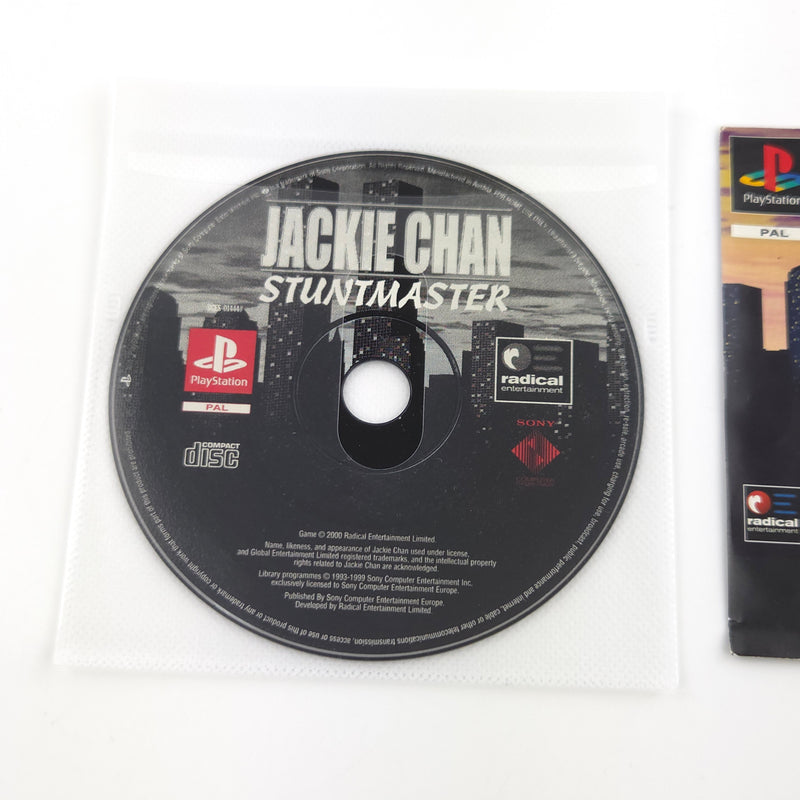 JACKIE CHAN
STUNTMASTER
PlayStation
PAL
COMPACT
disc
radical
entertainment
SONY
Game © 2000 Radical Entertainment Limited.
Name, likeness, and appearance of Jackie Chan used under license,
and Global Entertainment Limited registered trademarks, and the intellectual property
rights related to Jackie Chan are acknowledged.
Library programmes © 1993-1999 Sony Computer Entertainment Inc.
exclusively licensed to Sony Computer Entertainment Europe.
Published By Sony Computer Entertainment Europe.
Developed by Radical Entertainment Limited.
PlayStation
PAL
radical
entertainment